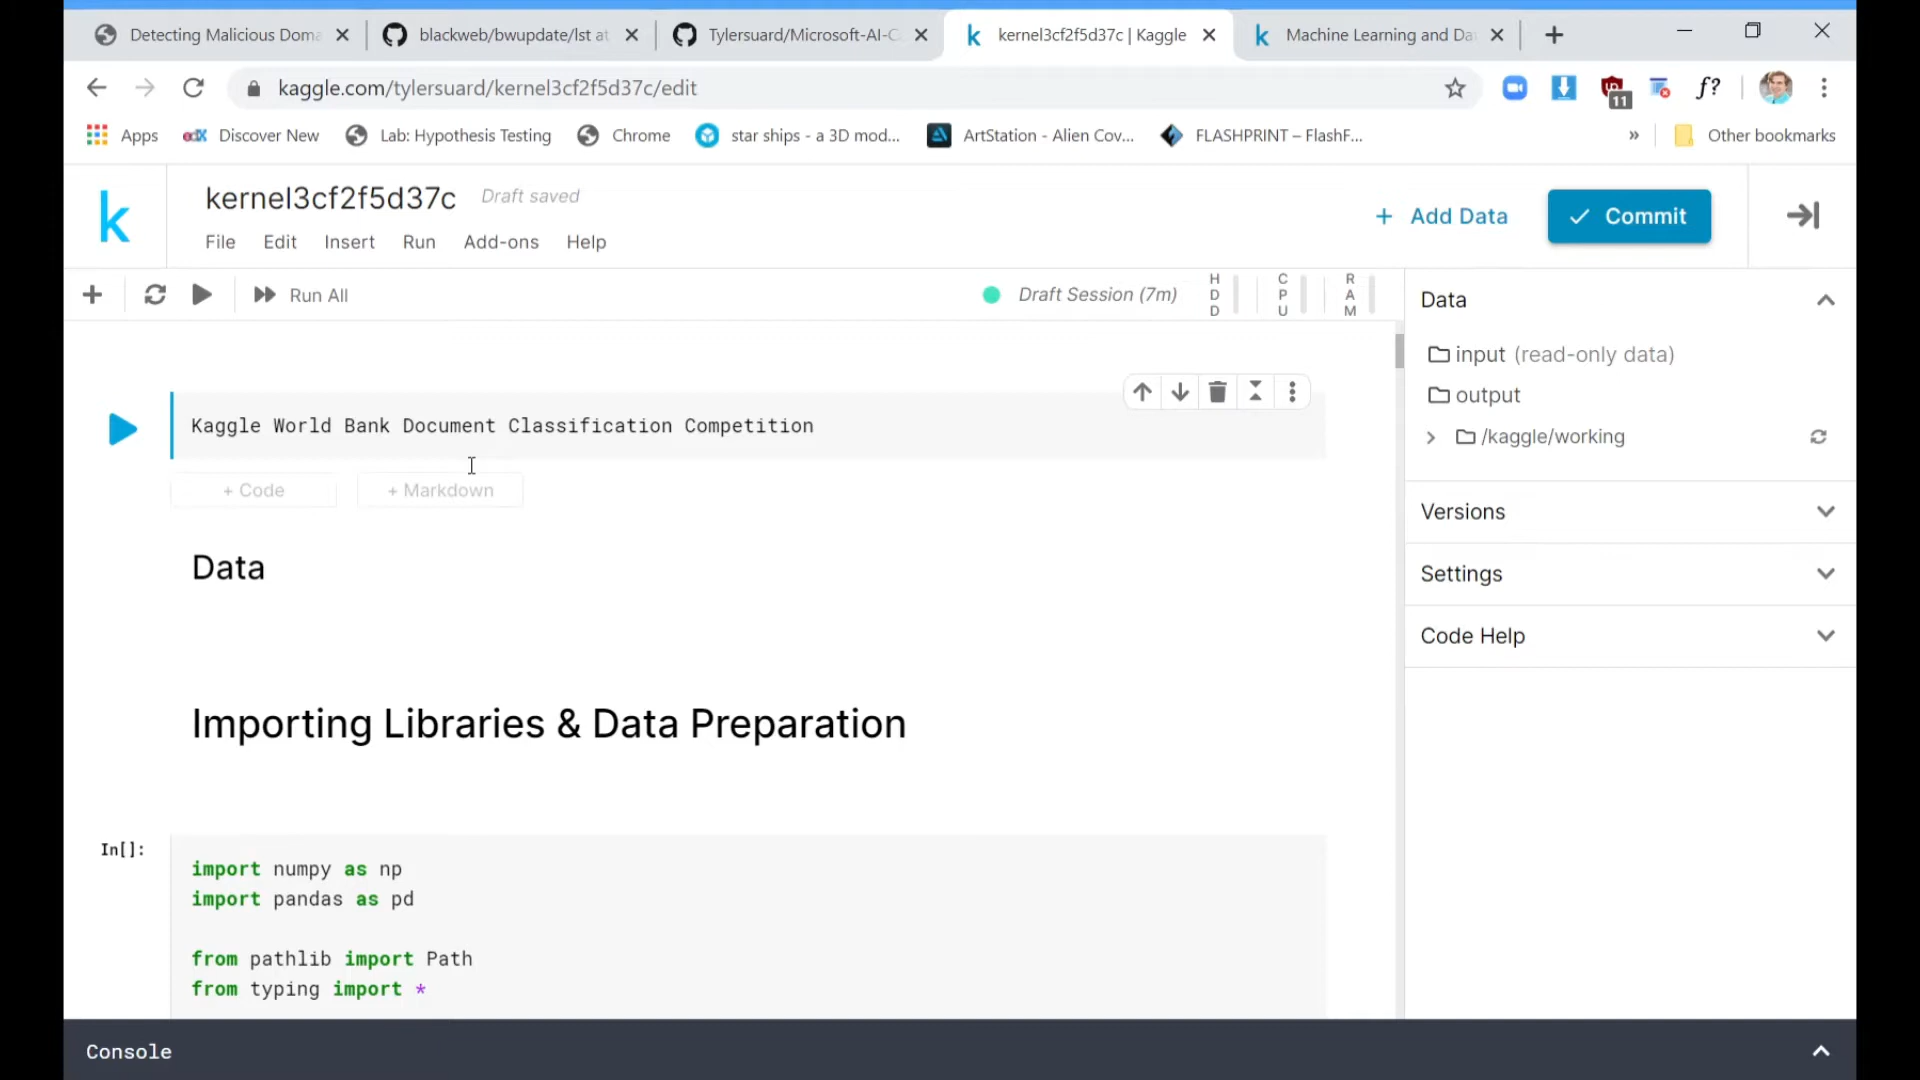 Detecting Malicious Doma
blackweb/bwupdate/lst at
Tylersuard/Microsoft-AI-C
kernel3cf2f5d37c | Kaggle
Machine Learning and Da
kaggle.com/tylersuard/kernel3cf2f5d37c/edit
11
f?
Apps
edX Discover New
Lab: Hypothesis Testing
Chrome
star ships - a 3D mod...
ArtStation - Alien Cov...
FLASHPRINT – FlashF...
»
Other bookmarks
k
kernel3cf2f5d37c
Draft saved
+ Add Data
Commit
File Edit Insert Run Add-ons Help
Run All
Draft Session (7m)
HDD
CPU
RAM
Data
input (read-only data)
output
/kaggle/working
Versions
Settings
Code Help
Kaggle World Bank Document Classification Competition
+ Code
+ Markdown
Data
Importing Libraries & Data Preparation
In[]:
import numpy as np
import pandas as pd
from pathlib import Path
from typing import *
Console